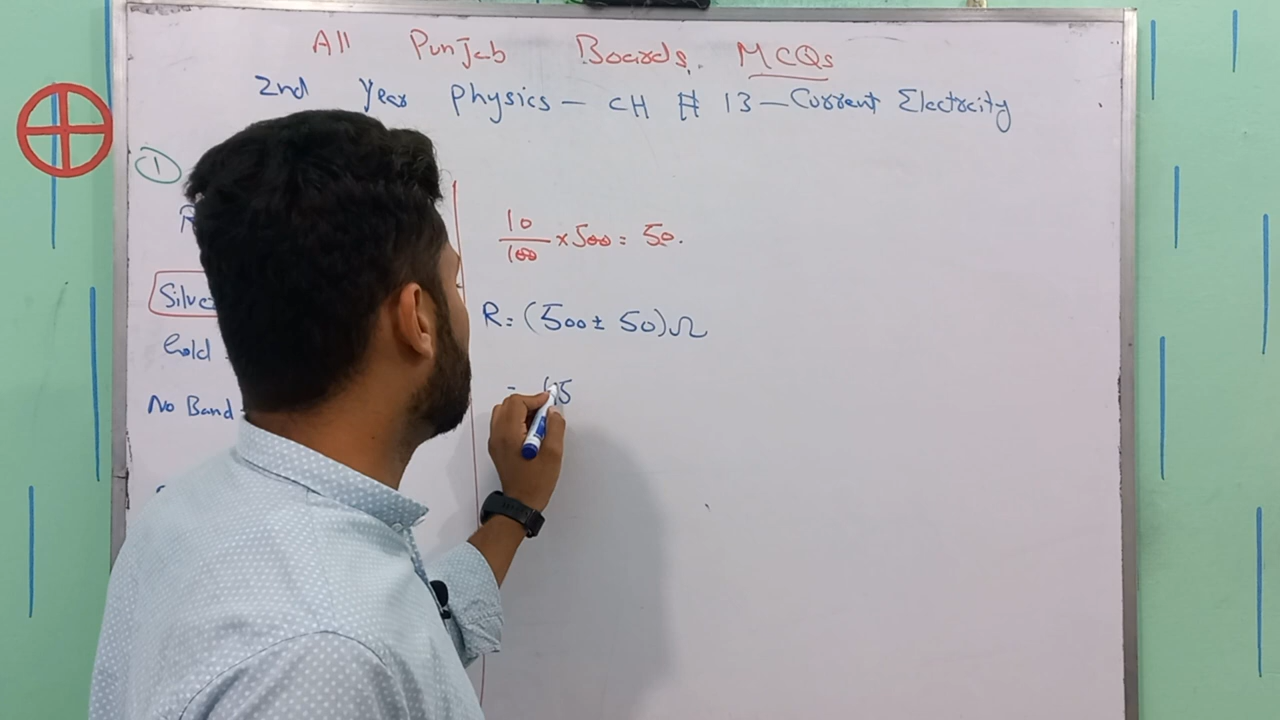 All Punjab Boards. MCQs
2nd Year Physics - CH # 13 - Current Electrcity
1
R
Silve
Gold
No Band
10/100 × 500 = 50.
R = (500 ± 50) Ω
=